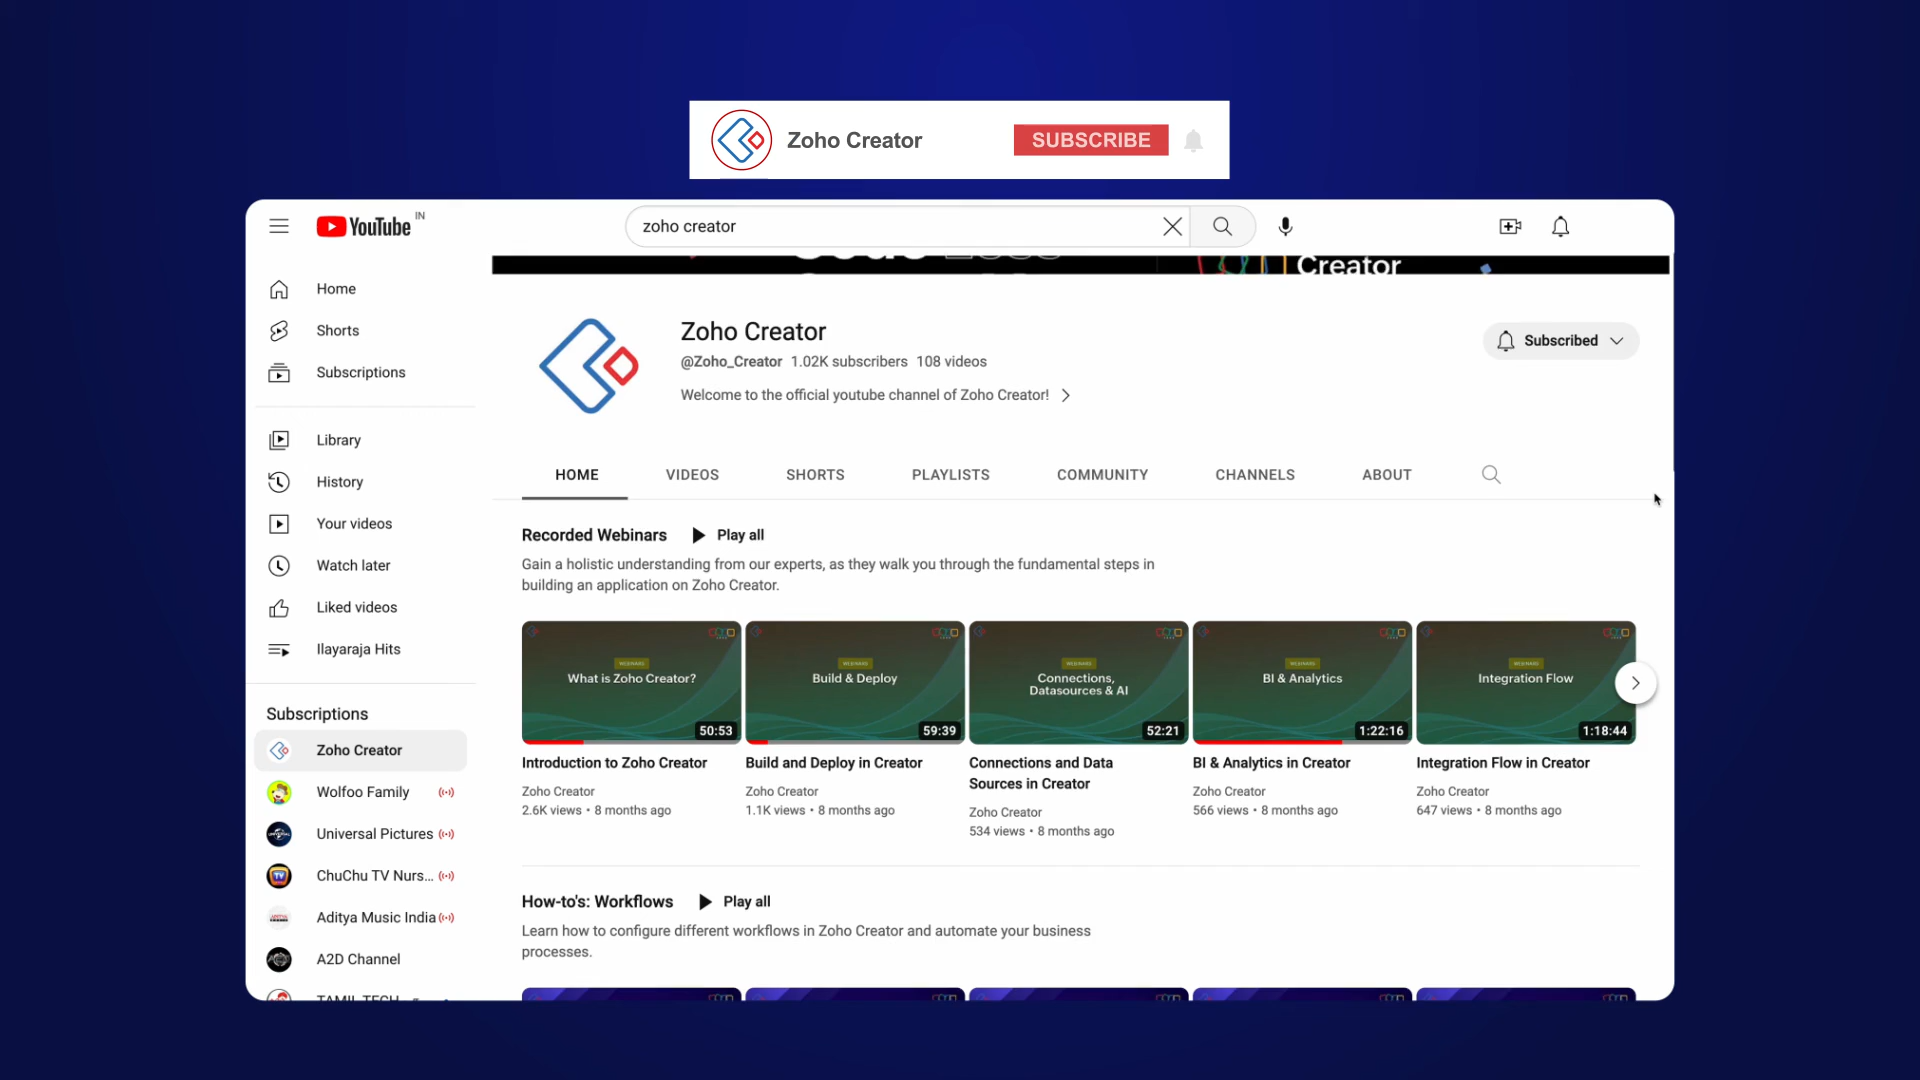 Zoho Creator
SUBSCRIBE
YouTube IN
zoho creator
Creator
Home
Shorts
Subscriptions
Library
History
Your videos
Watch later
Liked videos
Ilayaraja Hits
Subscriptions
Zoho Creator
Wolfoo Family
Universal Pictures
ChuChu TV Nurs...
Aditya Music India
A2D Channel
Zoho Creator
@Zoho_Creator 1.02K subscribers 108 videos
Welcome to the official youtube channel of Zoho Creator!
Subscribed
HOME VIDEOS SHORTS PLAYLISTS COMMUNITY CHANNELS ABOUT
Recorded Webinars Play all
Gain a holistic understanding from our experts, as they walk you through the fundamental steps in
building an application on Zoho Creator.
WEBINARS
What is Zoho Creator?
50:53
Introduction to Zoho Creator
Zoho Creator
2.6K views • 8 months ago
WEBINARS
Build & Deploy
59:39
Build and Deploy in Creator
Zoho Creator
1.1K views • 8 months ago
WEBINARS
Connections,
Datasources & AI
52:21
Connections and Data
Sources in Creator
Zoho Creator
534 views • 8 months ago
WEBINARS
BI & Analytics
1:22:16
BI & Analytics in Creator
Zoho Creator
566 views • 8 months ago
WEBINARS
Integration Flow
1:18:44
Integration Flow in Creator
Zoho Creator
647 views • 8 months ago
How-to's: Workflows Play all
Learn how to configure different workflows in Zoho Creator and automate your business
processes.